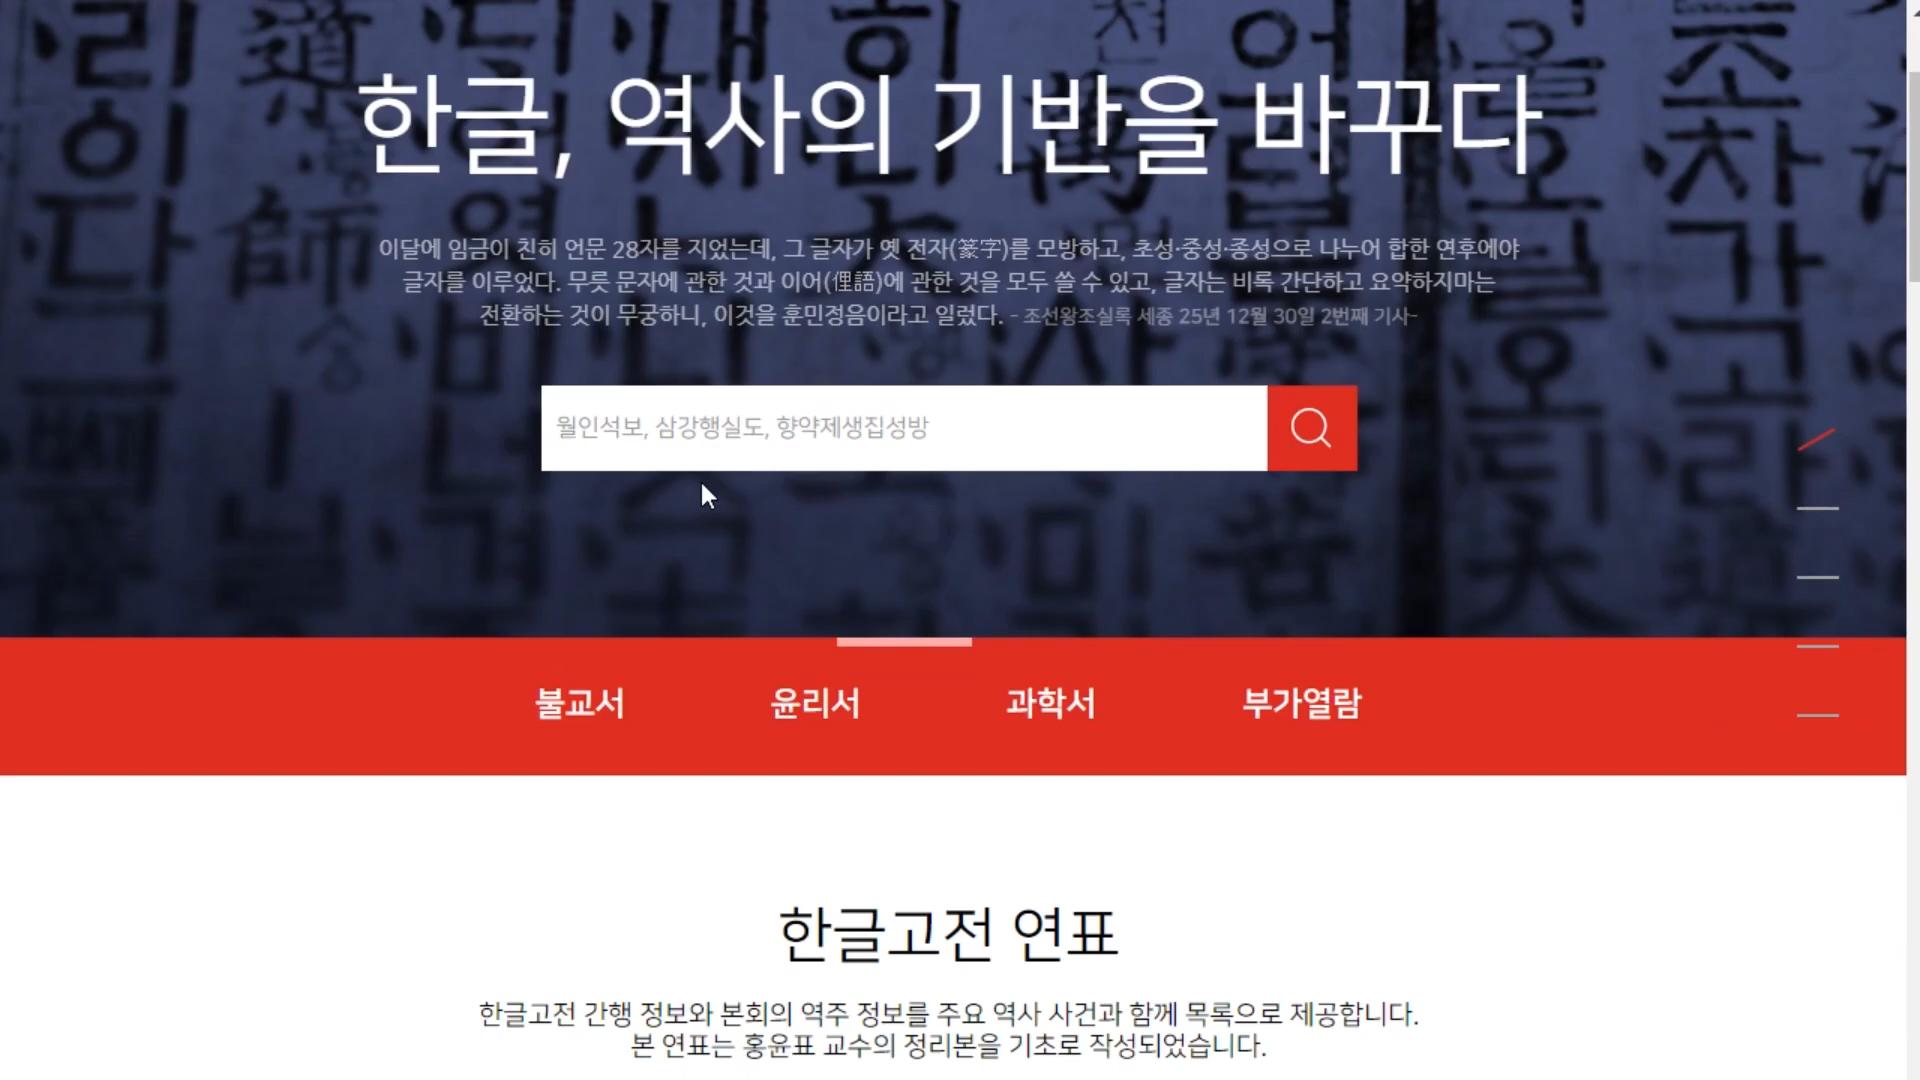 한글, 역사의 기반을 바꾸다
이달에 임금이 친히 언문 28자를 지었는데, 그 글자가 옛 전자(篆字)를 모방하고, 초성·중성·종성으로 나누어 합한 연후에야
글자를 이루었다. 무릇 문자에 관한 것과 이어(俚語)에 관한 것을 모두 쓸 수 있고, 글자는 비록 간단하고 요약하지마는
전환하는 것이 무궁하니, 이것을 훈민정음이라고 일렀다. - 조선왕조실록 세종 25년 12월 30일 2번째 기사-
월인석보, 삼강행실도, 향약제생집성방
불교서 윤리서 과학서 부가열람
한글고전 연표
한글고전 간행 정보와 본회의 역주 정보를 주요 역사 사건과 함께 목록으로 제공합니다.
본 연표는 홍윤표 교수의 정리본을 기초로 작성되었습니다.